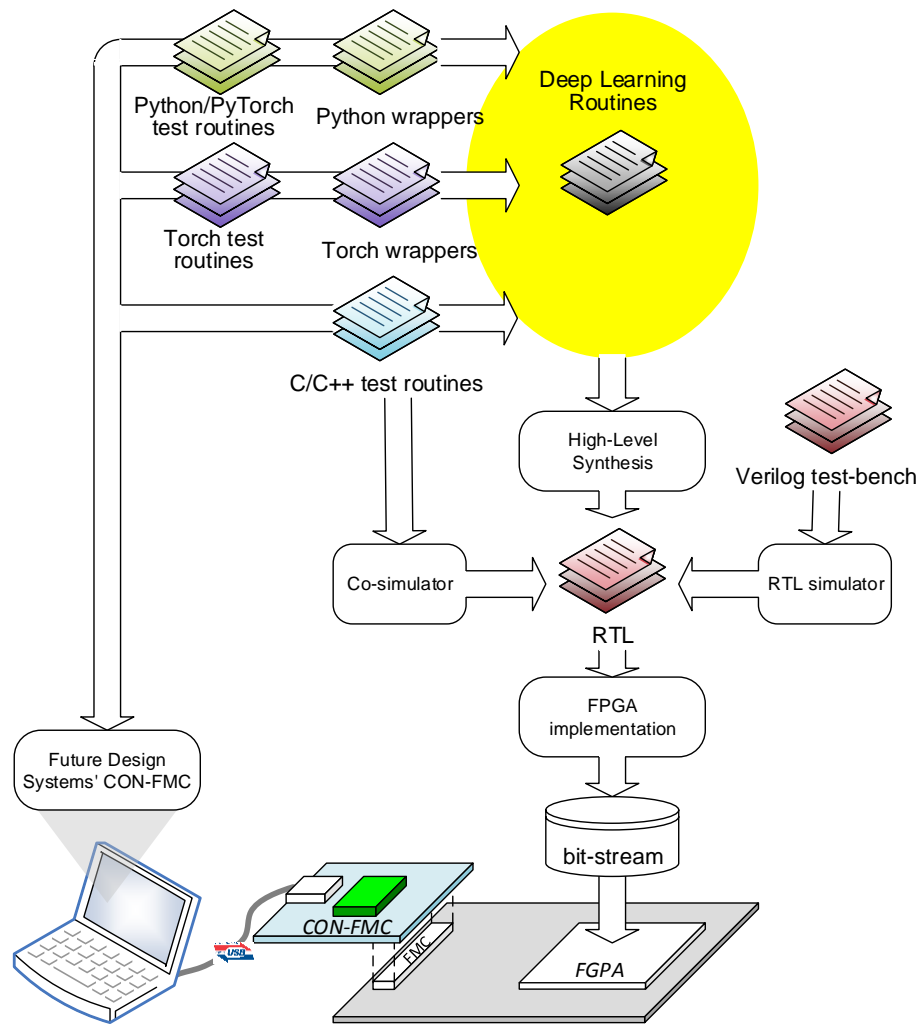 Deep Learning
Routines
Python/PyTorch
test routines
Python wrappers
Torch test
routines
Torch wrappers
C/C++ test routines
High-Level
Synthesis
Verilog test-bench
Co-simulator
RTL simulator
RTL
FPGA
implementation
Future Design
Systems' CON-FMC
bit-stream
CON-FMC
FMC
USB
FGPA